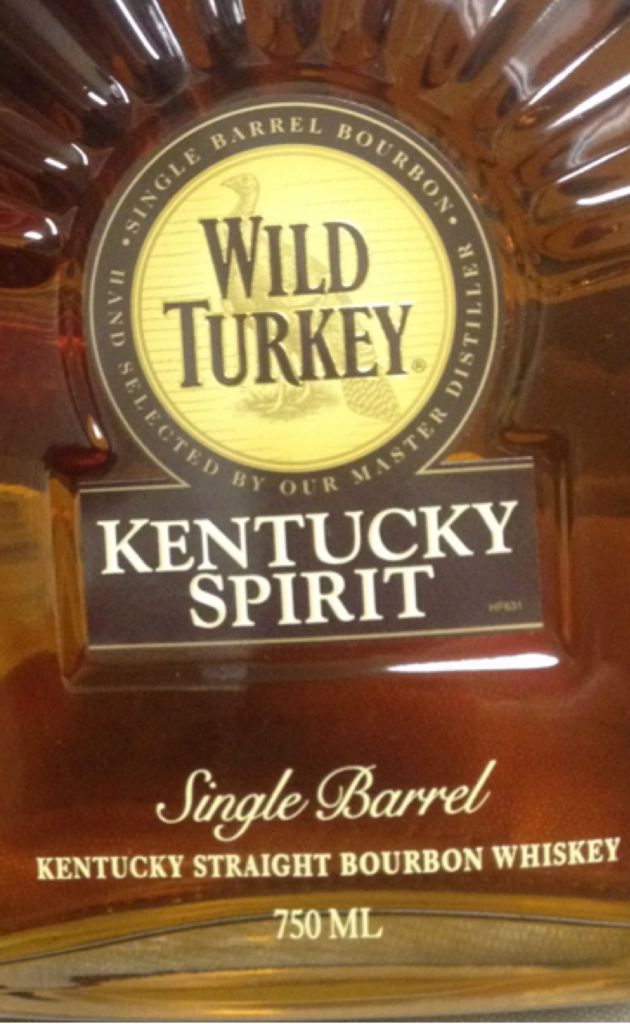 • SINGLE BARREL BOURBON •
WILD
TURKEY®
HAND SELECTED BY OUR MASTER DISTILLER
KENTUCKY
SPIRIT
HF631
Single Barrel
KENTUCKY STRAIGHT BOURBON WHISKEY
750 ML